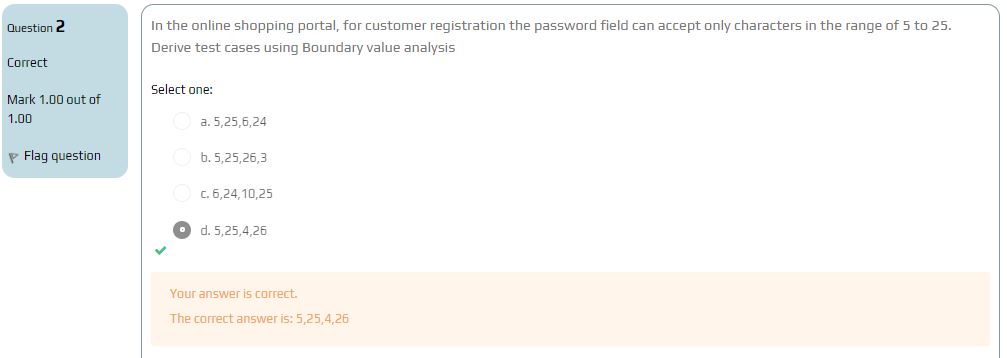 Question 2
Correct
Mark 1.00 out of
1.00
Flag question
In the online shopping portal, for customer registration the password field can accept only characters in the range of 5 to 25.
Derive test cases using Boundary value analysis
Select one:
a. 5,25,6,24
b. 5,25,26,3
c. 6,24,10,25
d. 5,25,4,26
Your answer is correct.
The correct answer is: 5,25,4,26